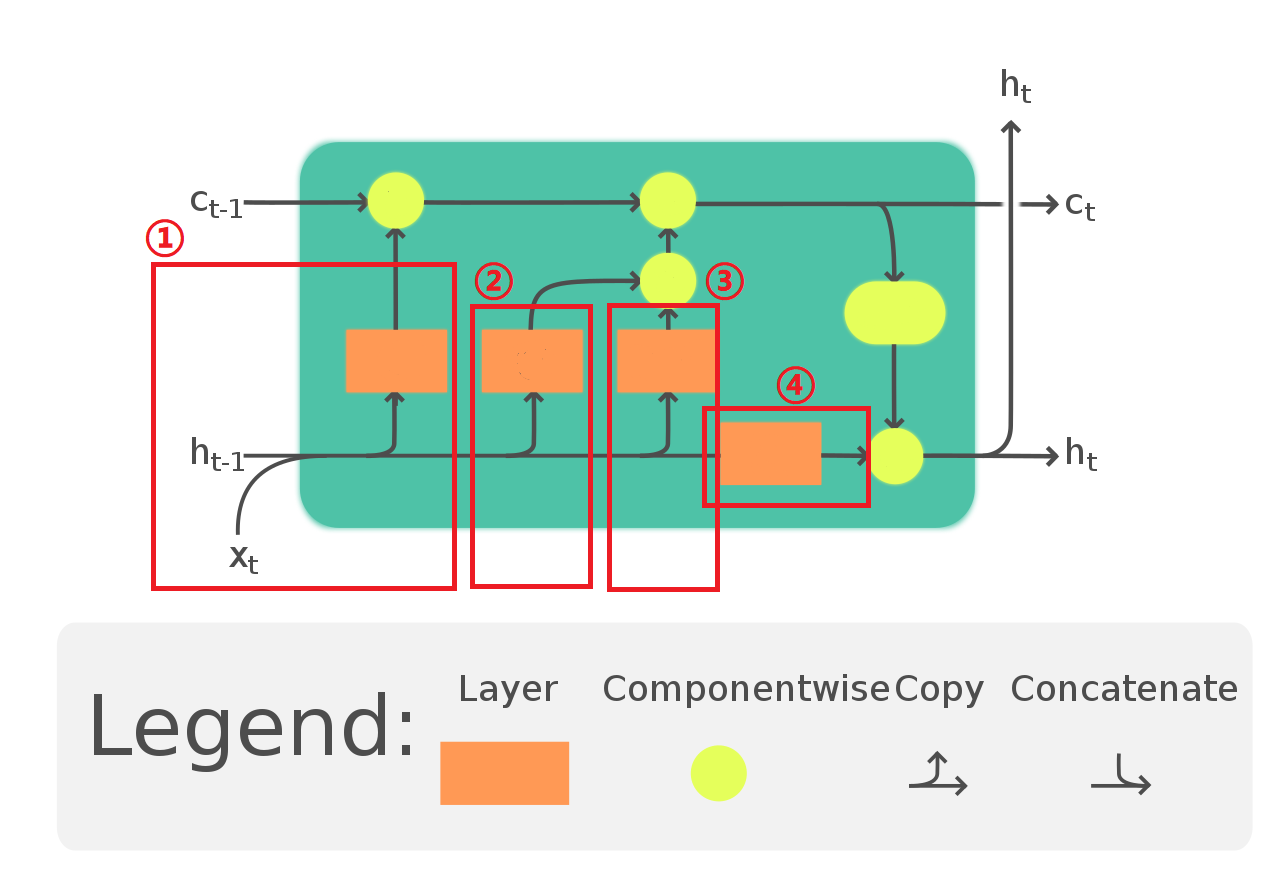 h_t
c_t-1
c_t
①
②
③
④
h_t-1
h_t
x_t
Legend:
Layer
Componentwise
Copy
Concatenate